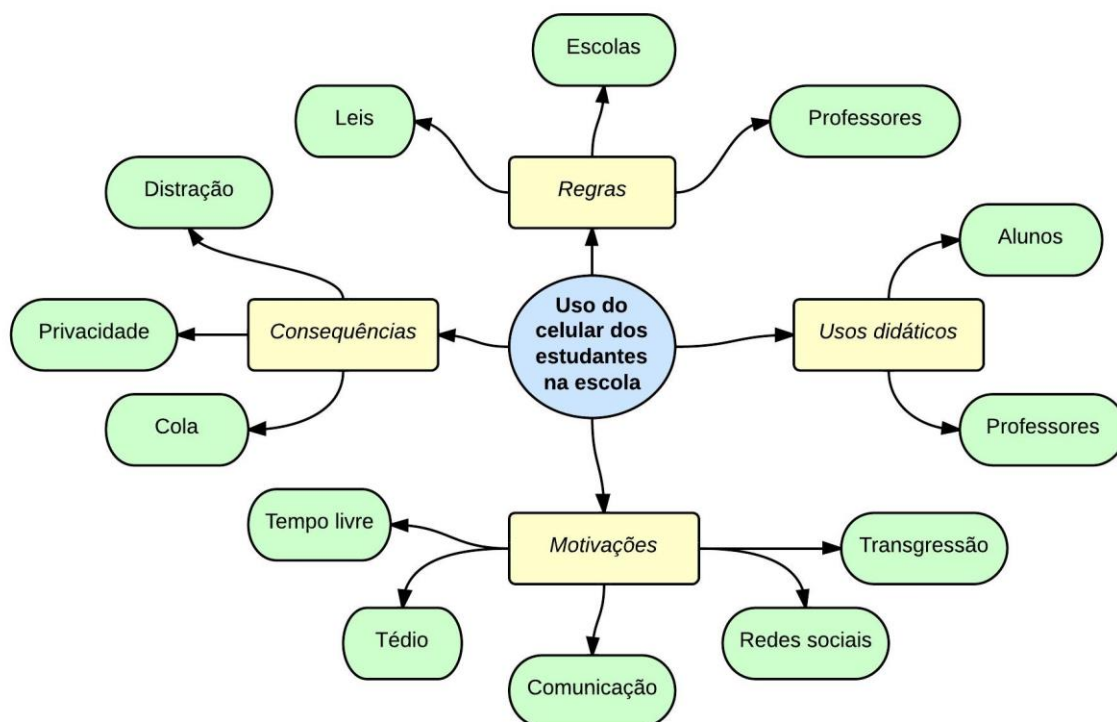 Escolas
Leis
Professores
Distração
Regras
Alunos
Privacidade
Consequências
Uso do
celular dos
estudantes
na escola
Usos didáticos
Cola
Professores
Tempo livre
Motivações
Transgressão
Tédio
Redes sociais
Comunicação